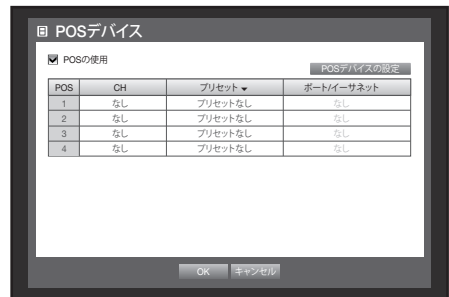 POSデバイス
POSの使用
POSデバイスの設定
POS CH プリセット ポート/イーサネット
1 なし プリセットなし なし
2 なし プリセットなし なし
3 なし プリセットなし なし
4 なし プリセットなし なし
OK キャンセル